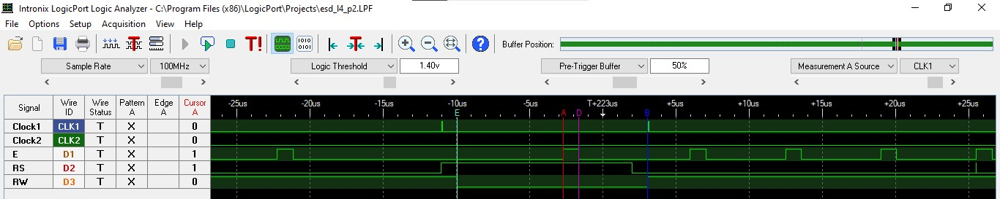 Intronix LogicPort Logic Analyzer - C:\Program Files (x86)\LogicPort\Projects\esd_l4_p2.LPF
File Options Setup Acquisition View Help
T! 1010 0101 ? Buffer Position:
Sample Rate 100MHz Logic Threshold 1.40v Pre-Trigger Buffer 50% Measurement A Source CLK1
Signal Wire ID Wire Status Pattern A Edge A Cursor A
-25us -20us -15us -10us -5us T+223us +5us +10us +15us +20us +25us
E A D B
Clock1 CLK1 T X 0
Clock2 CLK2 T X 0
E D1 T X 1
RS D2 T X 1
RW D3 T X 0